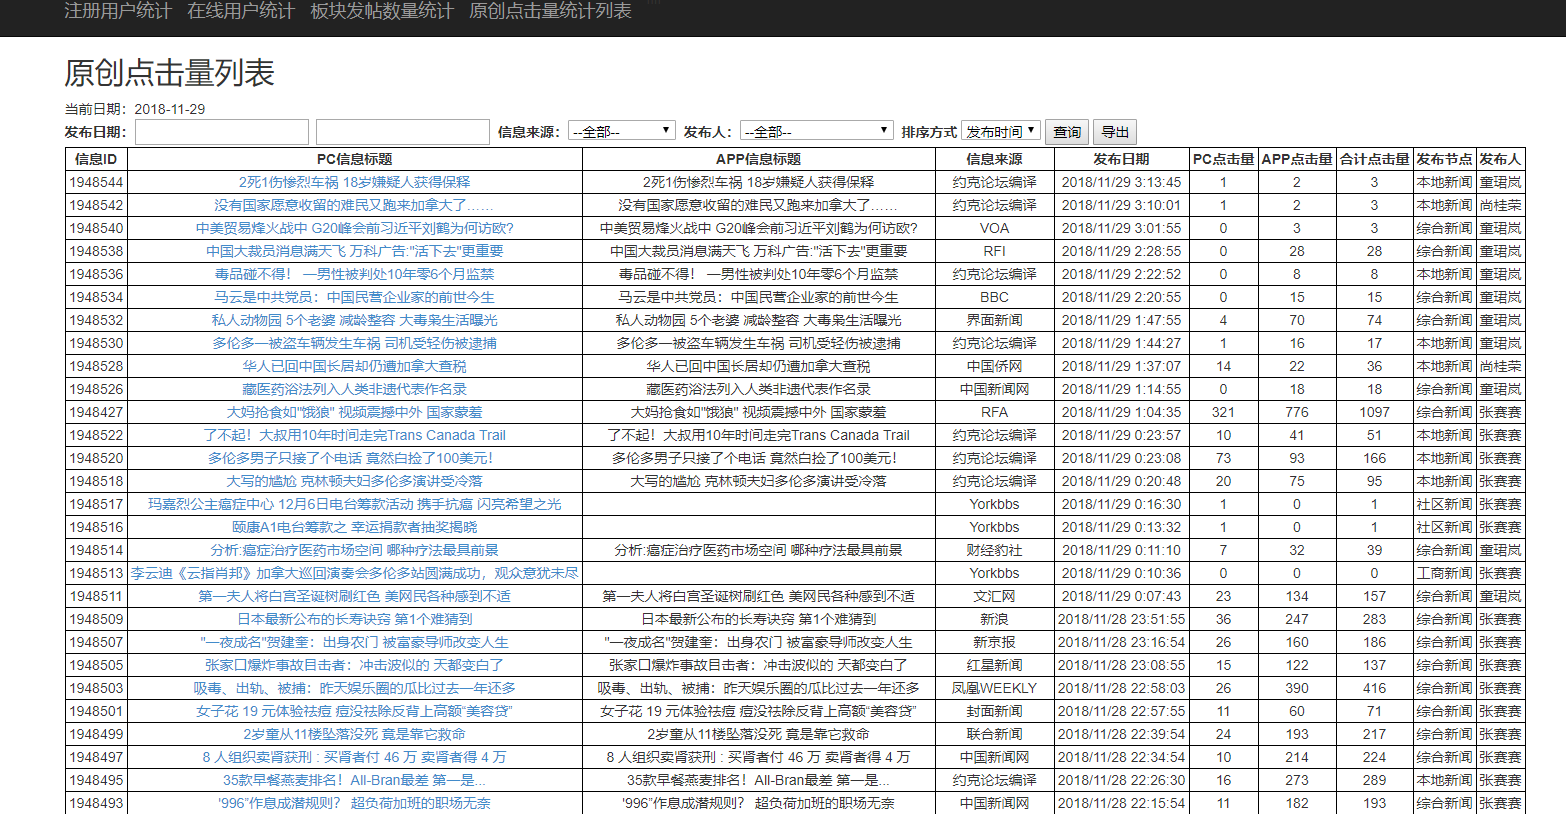 注册用户统计 在线用户统计 板块发帖数量统计 原创点击量统计列表
原创点击量列表
当前日期：2018-11-29
发布日期： 信息来源： --全部-- 发布人： --全部-- 排序方式 发布时间 查询 导出
信息ID PC信息标题 APP信息标题 信息来源 发布日期 PC点击量 APP点击量 合计点击量 发布节点 发布人
1948544 2死1伤惨烈车祸 18岁嫌疑人获得保释 2死1伤惨烈车祸 18岁嫌疑人获得保释 约克论坛编译 2018/11/29 3:13:45 1 2 3 本地新闻 童珺岚
1948542 没有国家愿意收留的难民又跑来加拿大了…… 没有国家愿意收留的难民又跑来加拿大了…… 约克论坛编译 2018/11/29 3:10:01 1 2 3 本地新闻 尚桂荣
1948540 中美贸易烽火战中 G20峰会前习近平刘鹤为何访欧? 中美贸易烽火战中 G20峰会前习近平刘鹤为何访欧? VOA 2018/11/29 3:01:55 0 3 3 综合新闻 童珺岚
1948538 中国大裁员消息满天飞 万科广告:"活下去"更重要 中国大裁员消息满天飞 万科广告:"活下去"更重要 RFI 2018/11/29 2:28:55 0 28 28 综合新闻 童珺岚
1948536 毒品碰不得！ 一男性被判处10年零6个月监禁 毒品碰不得！ 一男性被判处10年零6个月监禁 约克论坛编译 2018/11/29 2:22:52 0 8 8 本地新闻 童珺岚
1948534 马云是中共党员：中国民营企业家的前世今生 马云是中共党员：中国民营企业家的前世今生 BBC 2018/11/29 2:20:55 0 15 15 综合新闻 童珺岚
1948532 私人动物园 5个老婆 减龄整容 大毒枭生活曝光 私人动物园 5个老婆 减龄整容 大毒枭生活曝光 界面新闻 2018/11/29 1:47:55 4 70 74 综合新闻 童珺岚
1948530 多伦多一被盗车辆发生车祸 司机受轻伤被逮捕 多伦多一被盗车辆发生车祸 司机受轻伤被逮捕 约克论坛编译 2018/11/29 1:44:27 1 16 17 本地新闻 童珺岚
1948528 华人已回中国长居却仍遭加拿大查税 华人已回中国长居却仍遭加拿大查税 中国侨网 2018/11/29 1:37:07 14 22 36 本地新闻 尚桂荣
1948526 藏医药浴法列入人类非遗代表作名录 藏医药浴法列入人类非遗代表作名录 中国新闻网 2018/11/29 1:14:55 0 18 18 综合新闻 童珺岚
1948427 大妈抢食如"饿狼" 视频震撼中外 国家蒙羞 大妈抢食如"饿狼" 视频震撼中外 国家蒙羞 RFA 2018/11/29 1:04:35 321 776 1097 综合新闻 张赛赛
1948522 了不起！大叔用10年时间走完Trans Canada Trail 了不起！大叔用10年时间走完Trans Canada Trail 约克论坛编译 2018/11/29 0:23:57 10 41 51 本地新闻 张赛赛
1948520 多伦多男子只接了个电话 竟然白捡了100美元！ 多伦多男子只接了个电话 竟然白捡了100美元！ 约克论坛编译 2018/11/29 0:23:08 73 93 166 本地新闻 张赛赛
1948518 大写的尴尬 克林顿夫妇多伦多演讲受冷落 大写的尴尬 克林顿夫妇多伦多演讲受冷落 约克论坛编译 2018/11/29 0:20:48 20 75 95 本地新闻 张赛赛
1948517 玛嘉烈公主癌症中心 12月6日电台筹款活动 携手抗癌 闪亮希望之光 Yorkbbs 2018/11/29 0:16:30 1 0 1 社区新闻 张赛赛
1948516 颐康A1电台筹款之 幸运捐款者抽奖揭晓 Yorkbbs 2018/11/29 0:13:32 1 0 1 社区新闻 张赛赛
1948514 分析:癌症治疗医药市场空间 哪种疗法最具前景 分析:癌症治疗医药市场空间 哪种疗法最具前景 财经豹社 2018/11/29 0:11:10 7 32 39 综合新闻 童珺岚
1948513 李云迪《云指肖邦》加拿大巡回演奏会多伦多站圆满成功，观众意犹未尽 Yorkbbs 2018/11/29 0:10:36 0 0 0 工商新闻 张赛赛
1948511 第一夫人将白宫圣诞树刷红色 美网民各种感到不适 第一夫人将白宫圣诞树刷红色 美网民各种感到不适 文汇网 2018/11/29 0:07:43 23 134 157 综合新闻 童珺岚
1948509 日本最新公布的长寿诀窍 第1个难猜到 日本最新公布的长寿诀窍 第1个难猜到 新浪 2018/11/28 23:51:55 36 247 283 综合新闻 张赛赛
1948507 "一夜成名"贺建奎：出身农门 被富豪导师改变人生 "一夜成名"贺建奎：出身农门 被富豪导师改变人生 新京报 2018/11/28 23:16:54 26 160 186 综合新闻 张赛赛
1948505 张家口爆炸事故目击者：冲击波似的 天都变白了 张家口爆炸事故目击者：冲击波似的 天都变白了 红星新闻 2018/11/28 23:08:55 15 122 137 综合新闻 张赛赛
1948503 吸毒、出轨、被捕：昨天娱乐圈的瓜比过去一年还多 吸毒、出轨、被捕：昨天娱乐圈的瓜比过去一年还多 凤凰WEEKLY 2018/11/28 22:58:03 26 390 416 综合新闻 张赛赛
1948501 女子花 19 元体验祛痘 痘没祛除反背上高额“美容贷” 女子花 19 元体验祛痘 痘没祛除反背上高额“美容贷” 封面新闻 2018/11/28 22:57:55 11 60 71 综合新闻 张赛赛
1948499 2岁童从11楼坠落没死 竟是靠它救命 2岁童从11楼坠落没死 竟是靠它救命 联合新闻 2018/11/28 22:39:54 24 193 217 综合新闻 张赛赛
1948497 8 人组织卖肾获刑 : 买肾者付 46 万 卖肾者得 4 万 8 人组织卖肾获刑 : 买肾者付 46 万 卖肾者得 4 万 中国新闻网 2018/11/28 22:34:54 10 214 224 综合新闻 张赛赛
1948495 35款早餐燕麦排名！All-Bran最差 第一是... 35款早餐燕麦排名！All-Bran最差 第一是... 约克论坛编译 2018/11/28 22:26:30 16 273 289 本地新闻 张赛赛
1948493 '996”作息成潜规则？ 超负荷加班的职场无奈 '996”作息成潜规则？ 超负荷加班的职场无奈 中国新闻网 2018/11/28 22:15:54 11 182 193 综合新闻 张赛赛